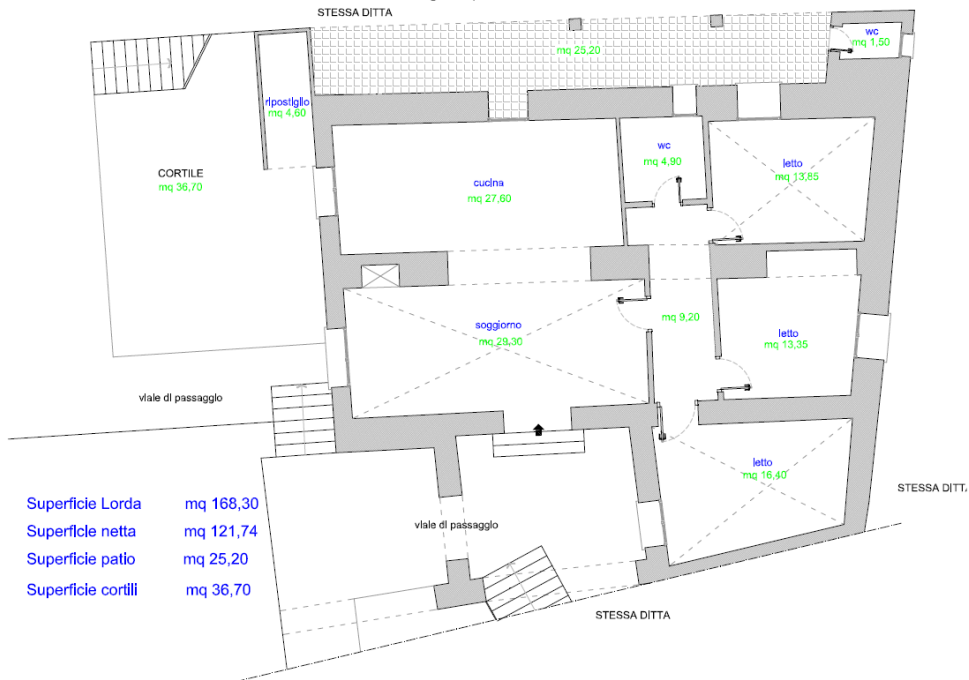 STESSA DITTA
wc
mq 1,50
mq 25,20
ripostiglio
mq 4,60
CORTILE
mq 36,70
wc
mq 4,90
letto
mq 13,85
cucina
mq 27,60
soggiorno
mq 29,30
mq 9,20
letto
mq 13,35
viale di passaggio
letto
mq 16,40
STESSA DITT
Superficie Lorda mq 168,30
Superficie netta mq 121,74
Superficie patio mq 25,20
Superficie cortili mq 36,70
viale di passaggio
STESSA DITTA